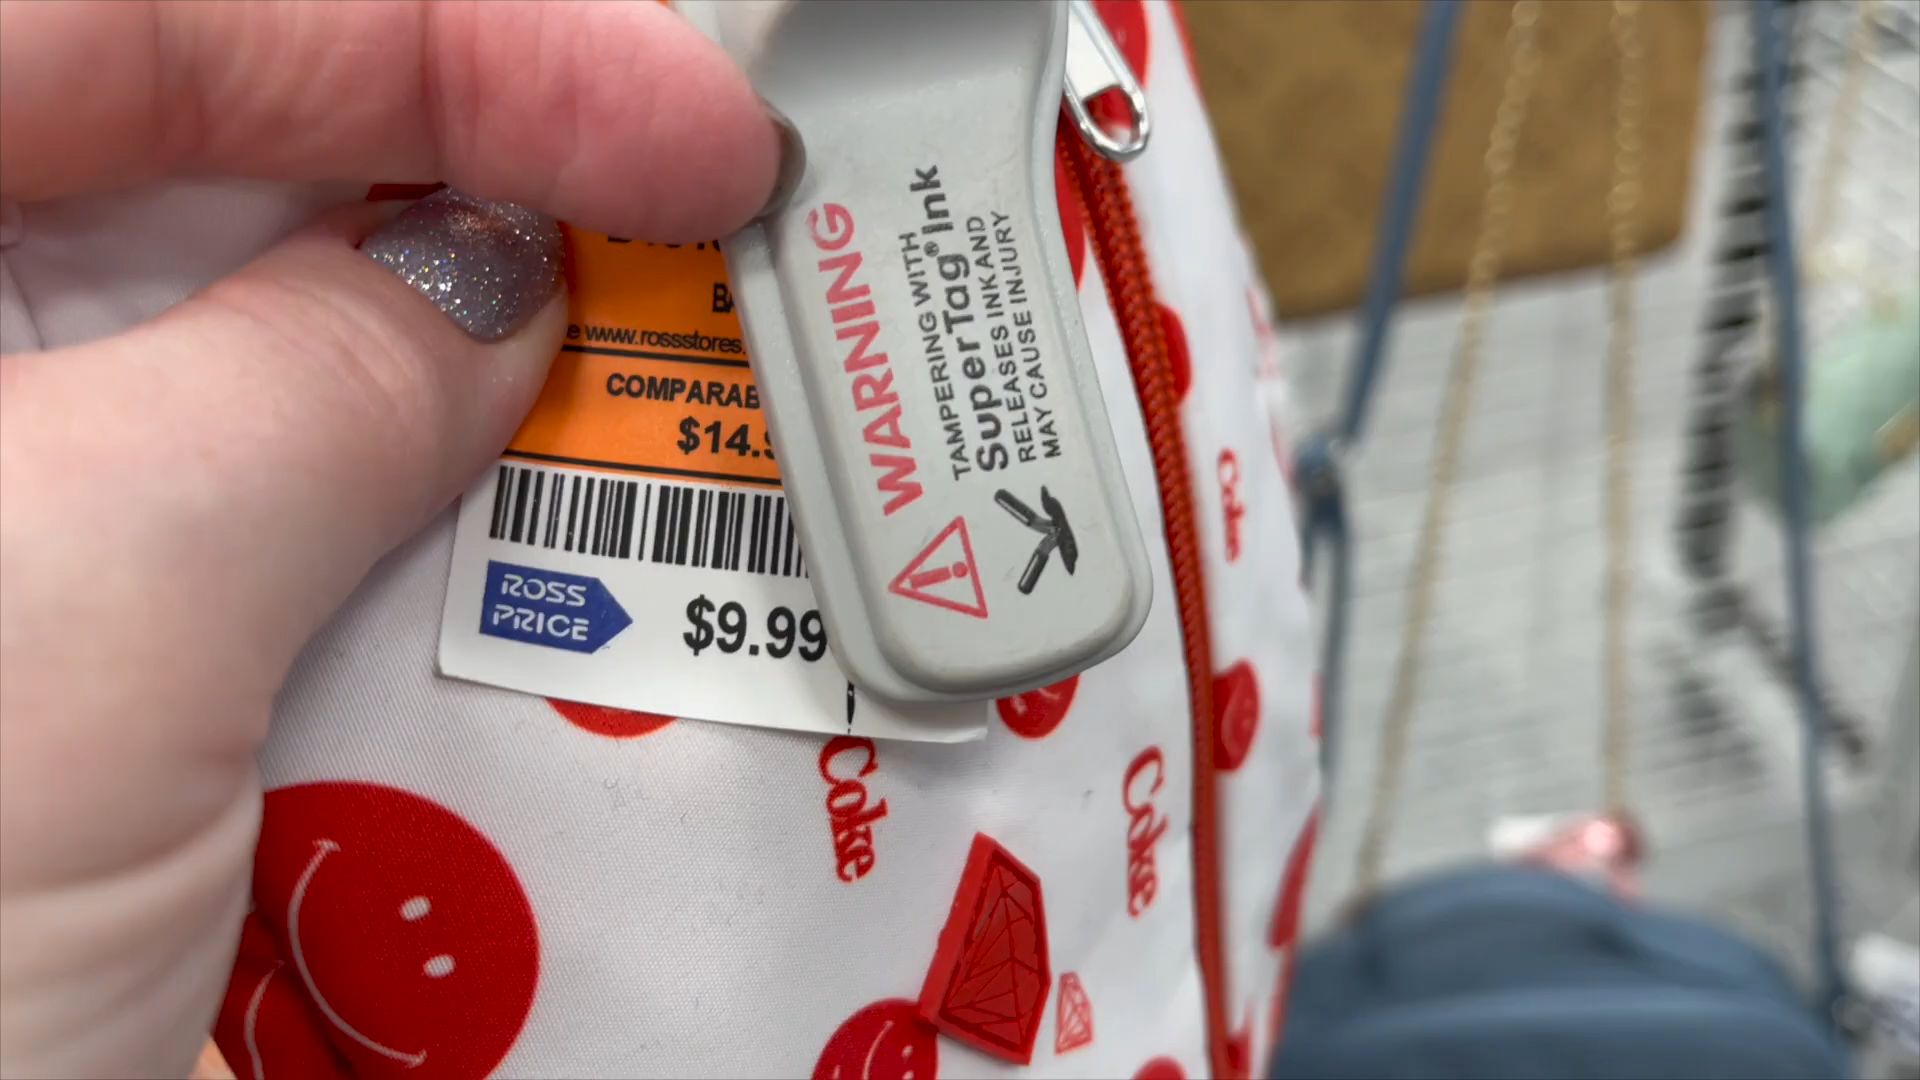 www.rossstores.
COMPARAB
$14.
ROSS
PRICE
$9.99
WARNING
TAMPERING WITH
SuperTag® Ink
RELEASES INK AND
MAY CAUSE INJURY
Coke
Coke
Coke